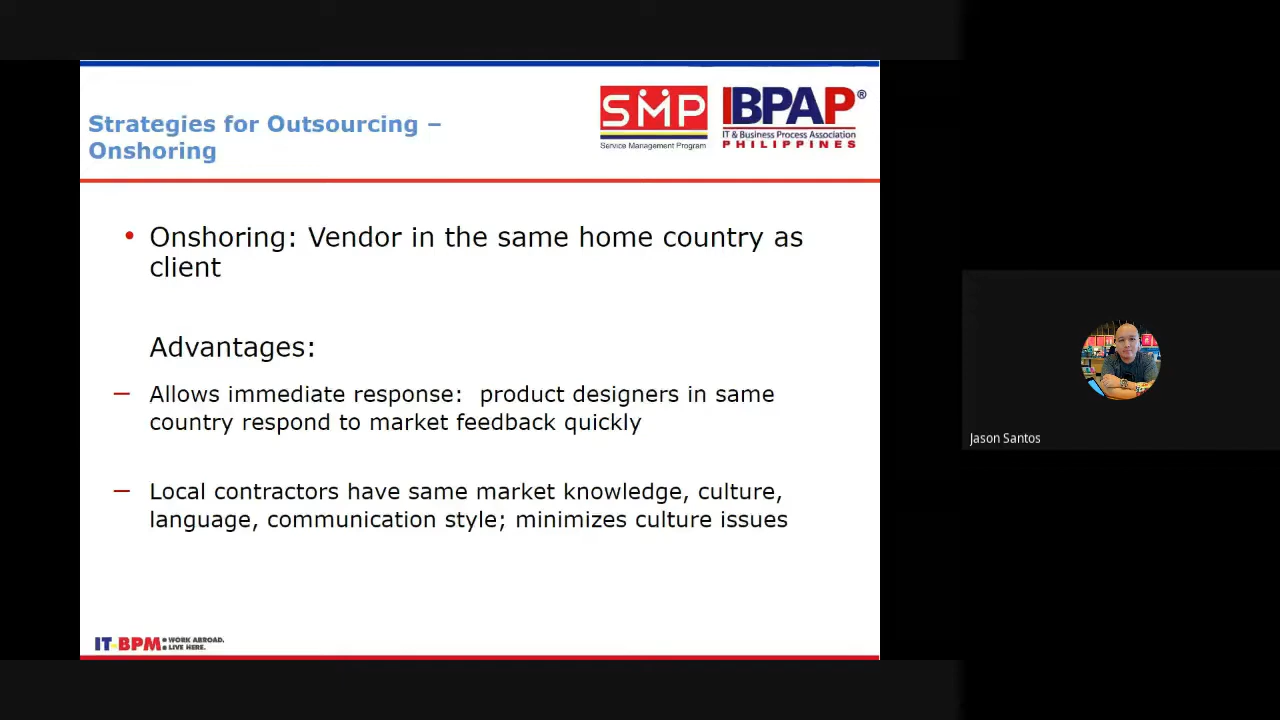 Strategies for Outsourcing –
Onshoring
SMP
Service Management Program
IBPAP®
IT & Business Process Association
PHILIPPINES
• Onshoring: Vendor in the same home country as
client
Advantages:
– Allows immediate response:  product designers in same
country respond to market feedback quickly
– Local contractors have same market knowledge, culture,
language, communication style; minimizes culture issues
IT-BPM: WORK ABROAD.
LIVE HERE.
Jason Santos